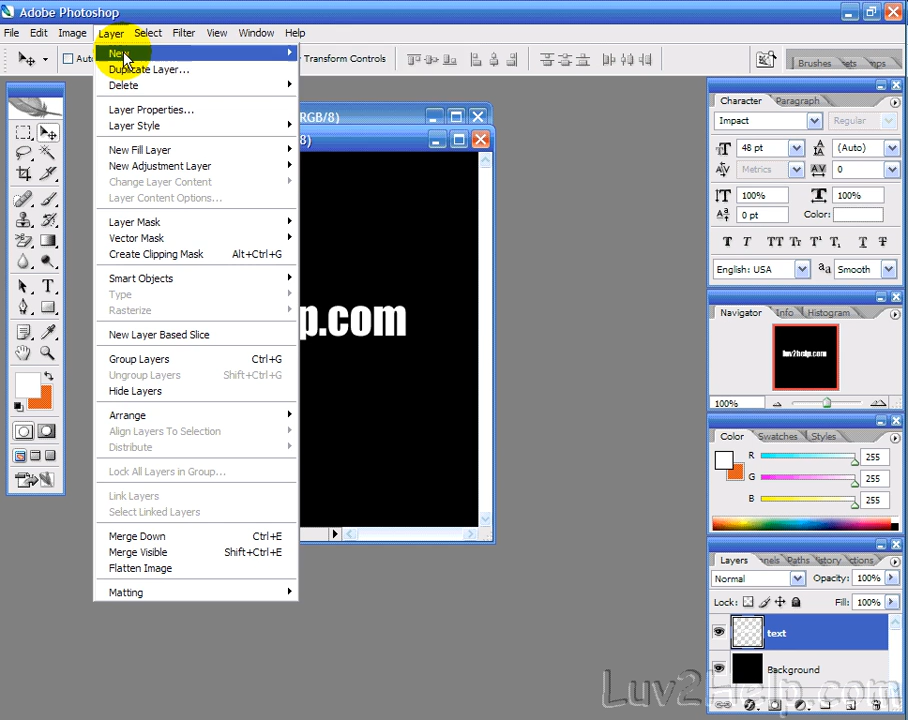 Adobe Photoshop
File Edit Image Layer Select Filter View Window Help
Auto Transform Controls
Brushes
New
Duplicate Layer...
Delete
Layer Properties...
Layer Style
New Fill Layer
New Adjustment Layer
Change Layer Content
Layer Content Options...
Layer Mask
Vector Mask
Create Clipping Mask Alt+Ctrl+G
Smart Objects
Type
Rasterize
New Layer Based Slice
Group Layers Ctrl+G
Ungroup Layers Shift+Ctrl+G
Hide Layers
Arrange
Align Layers To Selection
Distribute
Lock All Layers in Group...
Link Layers
Select Linked Layers
Merge Down Ctrl+E
Merge Visible Shift+Ctrl+E
Flatten Image
Matting
RGB/8)
8)
p.com
Character Paragraph
Impact Regular
48 pt (Auto)
Metrics 0
100% 100%
0 pt Color:
T T TT Tr T¹ T₁ T T
English: USA aa Smooth
Navigator Info Histogram
luv2help.com
100%
Color Swatches Styles
R 255
G 255
B 255
Layers nnels Paths History ctions
Normal Opacity: 100%
Lock: Fill: 100%
text
Background
Luv2Help.com